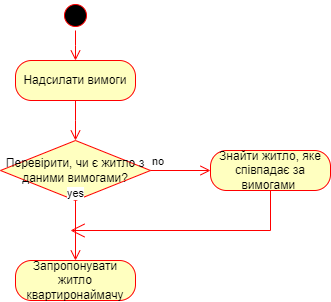 Надсилати вимоги
Перевірити, чи є житло з
даними вимогами?
no
Знайти житло, яке
співпадає за
вимогами
yes
Запропонувати
житло
квартиронаймачу